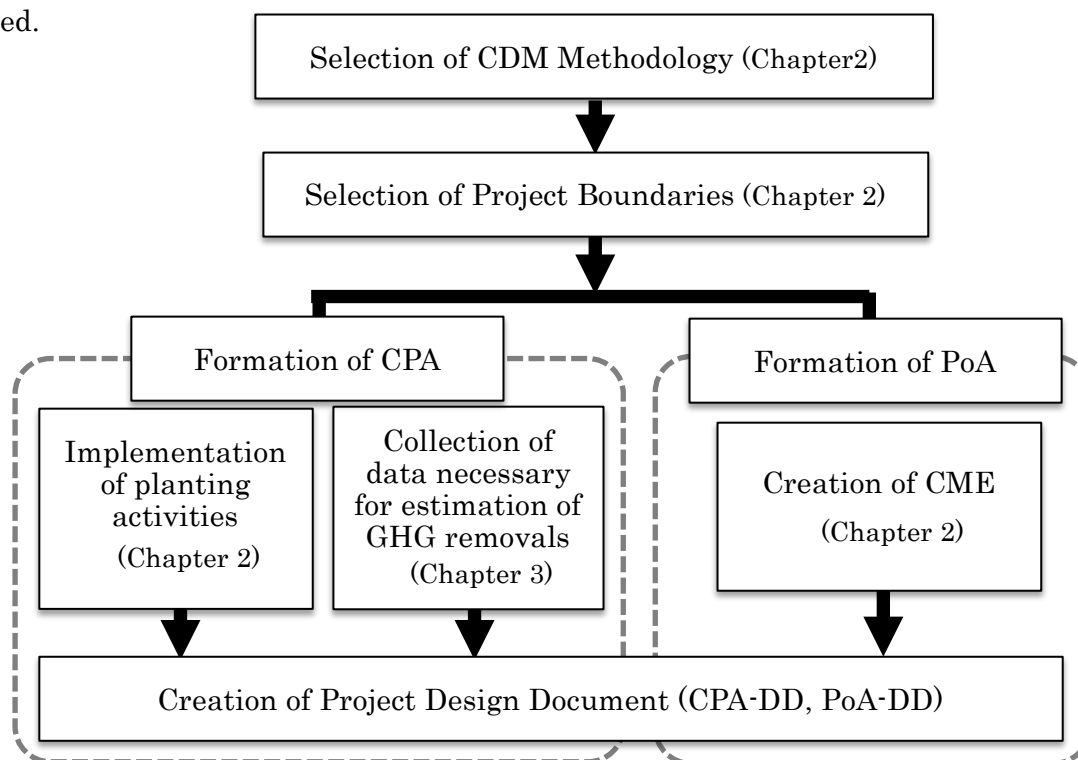 ed.
Selection of CDM Methodology (Chapter2)
Selection of Project Boundaries (Chapter 2)
Formation of CPA
Formation of PoA
Implementation
of planting
activities
(Chapter 2)
Collection of
data necessary
for estimation of
GHG removals
(Chapter 3)
Creation of CME
(Chapter 2)
Creation of Project Design Document (CPA-DD, PoA-DD)